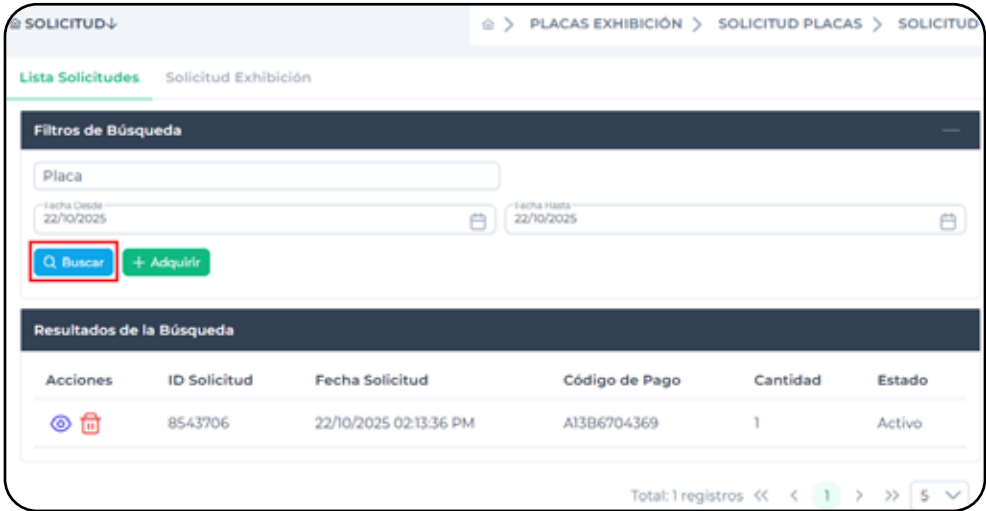 SOLICITUD↓ > PLACAS EXHIBICIÓN > SOLICITUD PLACAS > SOLICITUD
Lista Solicitudes Solicitud Exhibición
Filtros de Búsqueda —
Placa
Fecha Desde Fecha Hasta
22/10/2025 22/10/2025
Buscar + Adquirir
Resultados de la Búsqueda
Acciones ID Solicitud Fecha Solicitud Código de Pago Cantidad Estado
8543706 22/10/2025 02:13:36 PM A13B6704369 1 Activo
Total: 1 registros << < 1 > >> 5